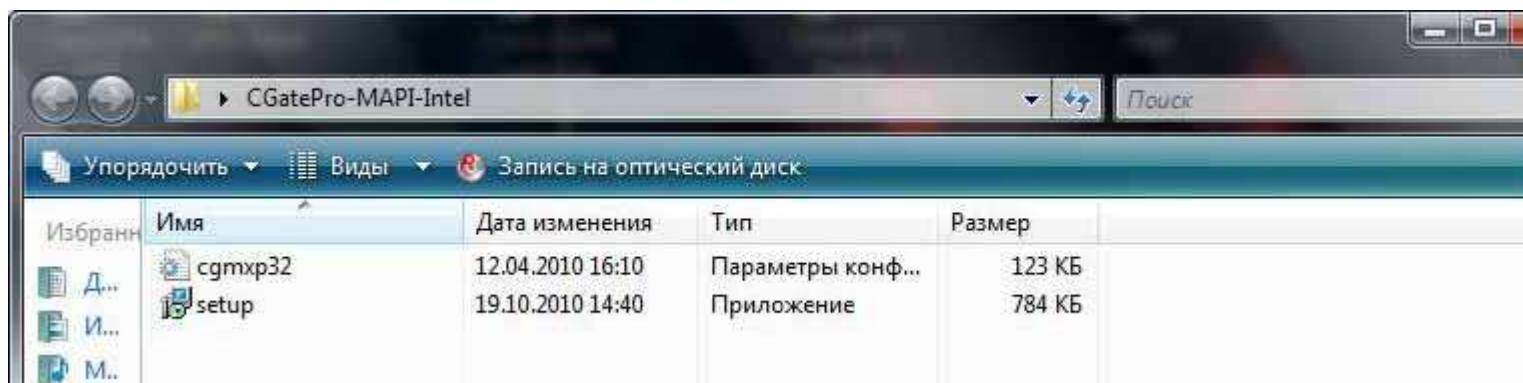 CGatePro-MAPI-Intel
Поиск
Упорядочить Виды Запись на оптический диск
Избранн Имя Дата изменения Тип Размер
Д... cgmxp32 12.04.2010 16:10 Параметры конф... 123 КБ
И... setup 19.10.2010 14:40 Приложение 784 КБ
М..